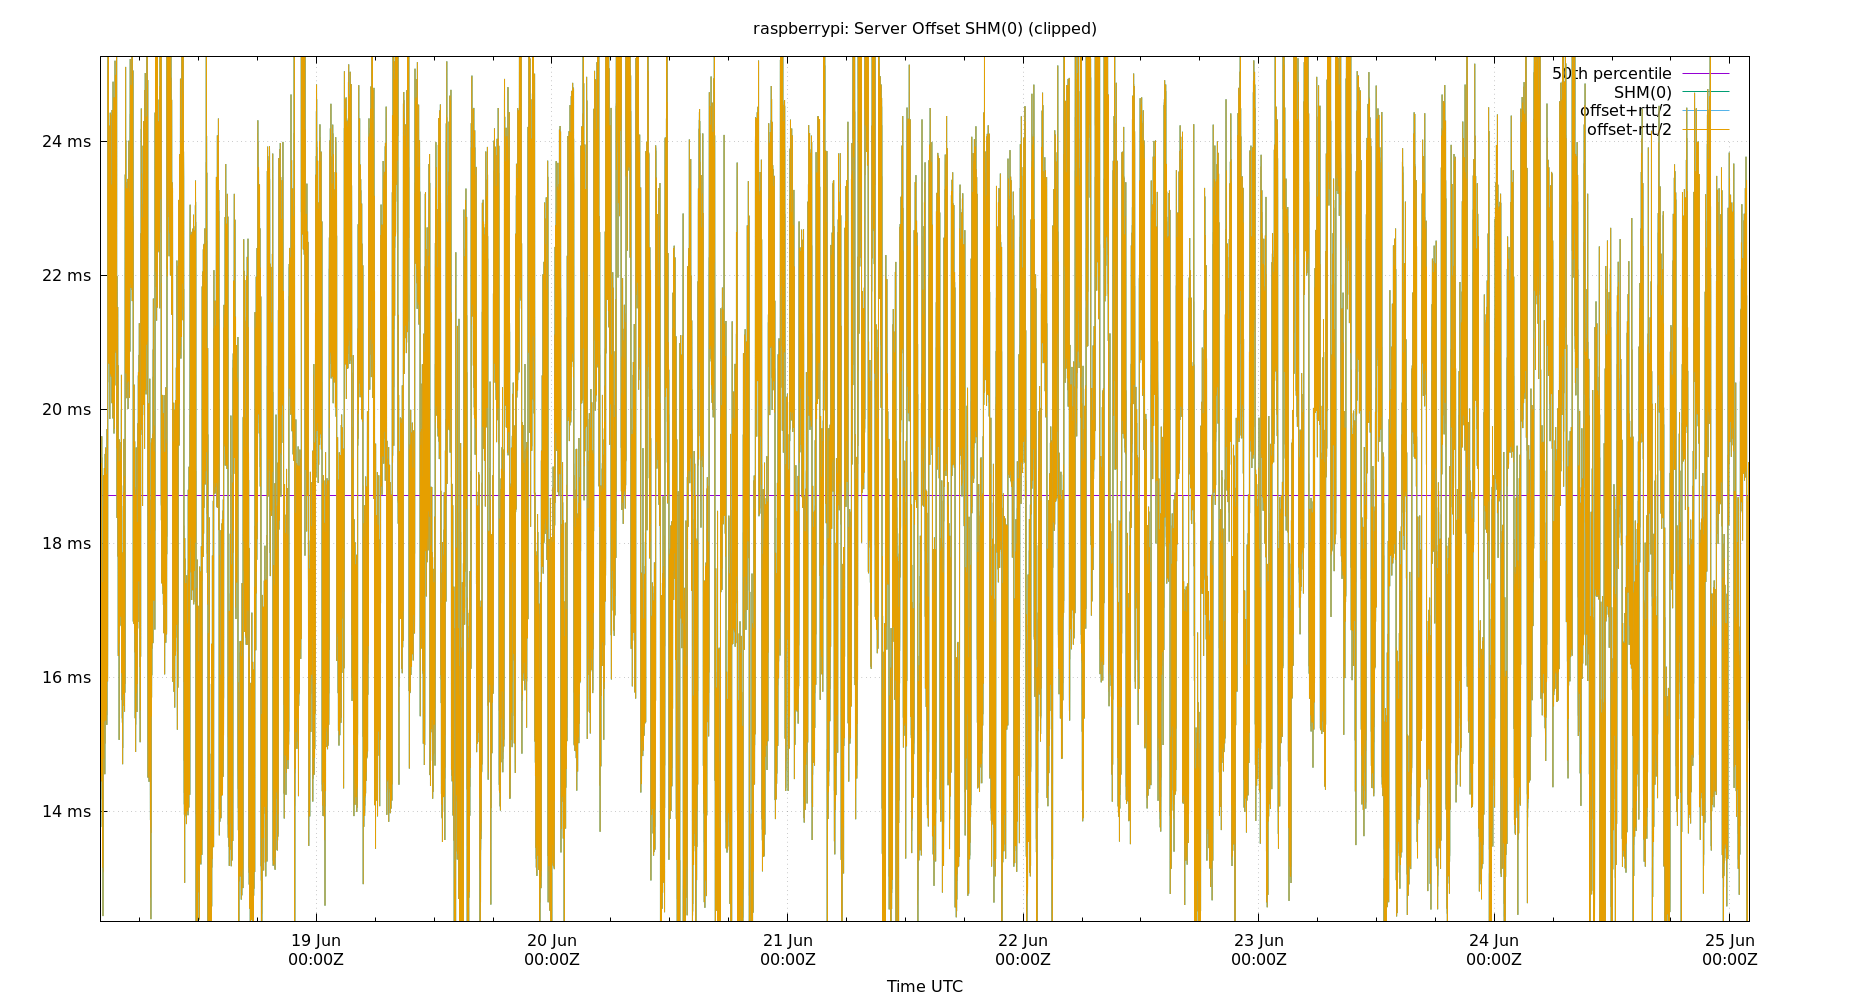 raspberrypi: Server Offset SHM(0) (clipped)
50th percentile
SHM(0)
offset+rtt/2
offset-rtt/2
24 ms
22 ms
20 ms
18 ms
16 ms
14 ms
19 Jun 20 Jun 21 Jun 22 Jun 23 Jun 24 Jun 25 Jun
00:00Z 00:00Z 00:00Z 00:00Z 00:00Z 00:00Z 00:00Z
Time UTC